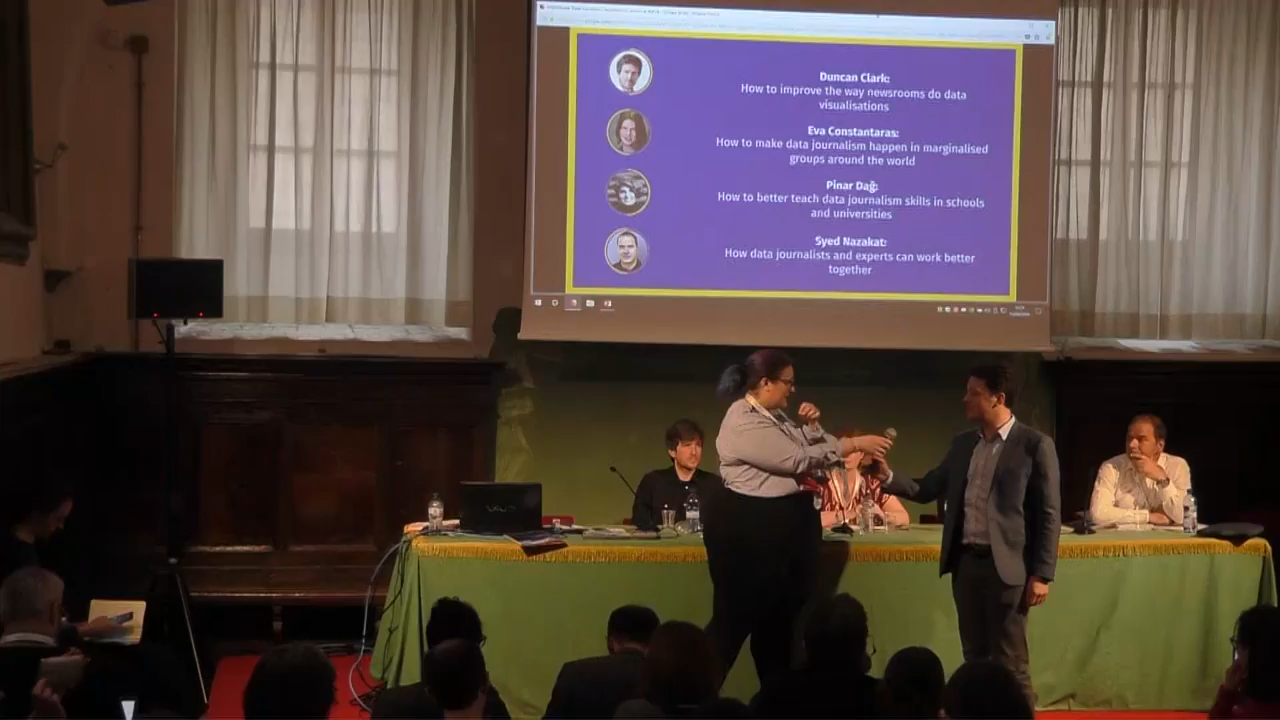 Duncan Clark:
How to improve the way newsrooms do data
visualisations
Eva Constantaras:
How to make data journalism happen in marginalised
groups around the world
Pinar Dağ:
How to better teach data journalism skills in schools
and universities
Syed Nazakat:
How data journalists and experts can work better
together
VAIO